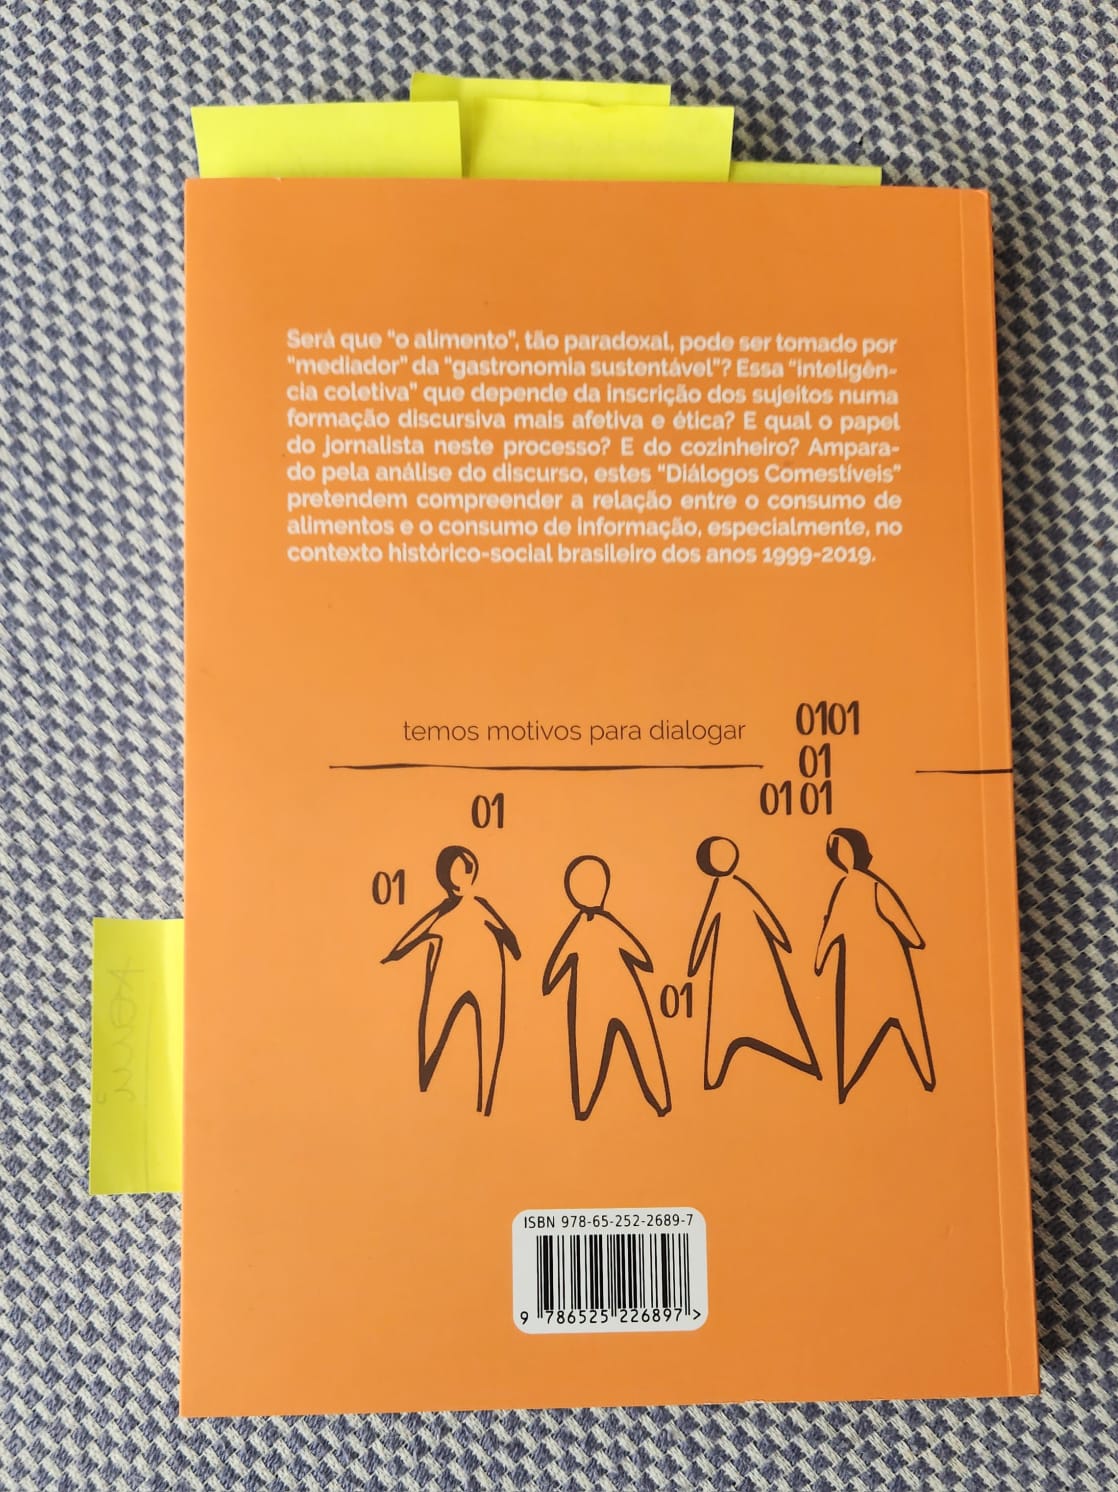 Será que "o alimento", tão paradoxal, pode ser tomado por
"mediador" da "gastronomia sustentável"? Essa "inteligên-
cia coletiva" que depende da inscrição dos sujeitos numa
formação discursiva mais afetiva e ética? E qual o papel
do jornalista neste processo? E do cozinheiro? Ampara-
do pela análise do discurso, estes "Diálogos Comestíveis"
pretendem compreender a relação entre o consumo de
alimentos e o consumo de informação, especialmente, no
contexto histórico-social brasileiro dos anos 1999-2019.
temos motivos para dialogar
0101
01
0101
01
01
01
ISBN 978-65-252-2689-7
9 786525 226897 >